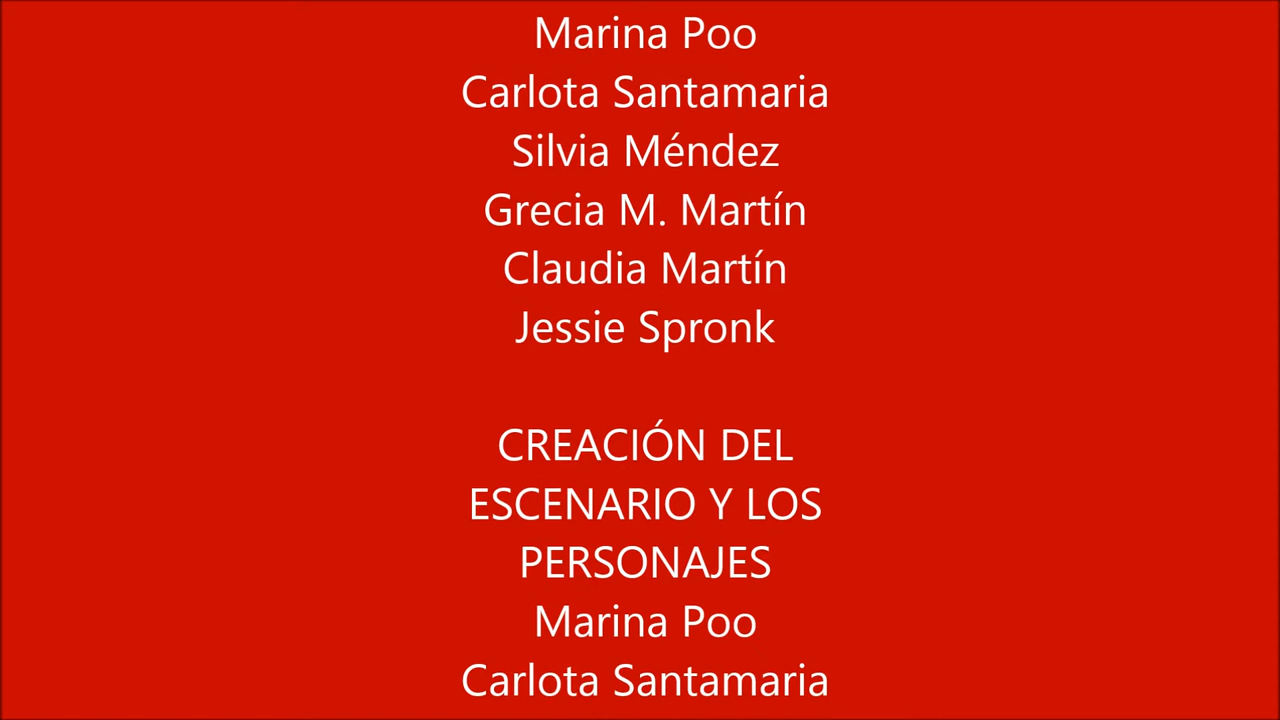 Marina Poo
Carlota Santamaria
Silvia Méndez
Grecia M. Martín
Claudia Martín
Jessie Spronk
CREACIÓN DEL
ESCENARIO Y LOS
PERSONAJES
Marina Poo
Carlota Santamaria